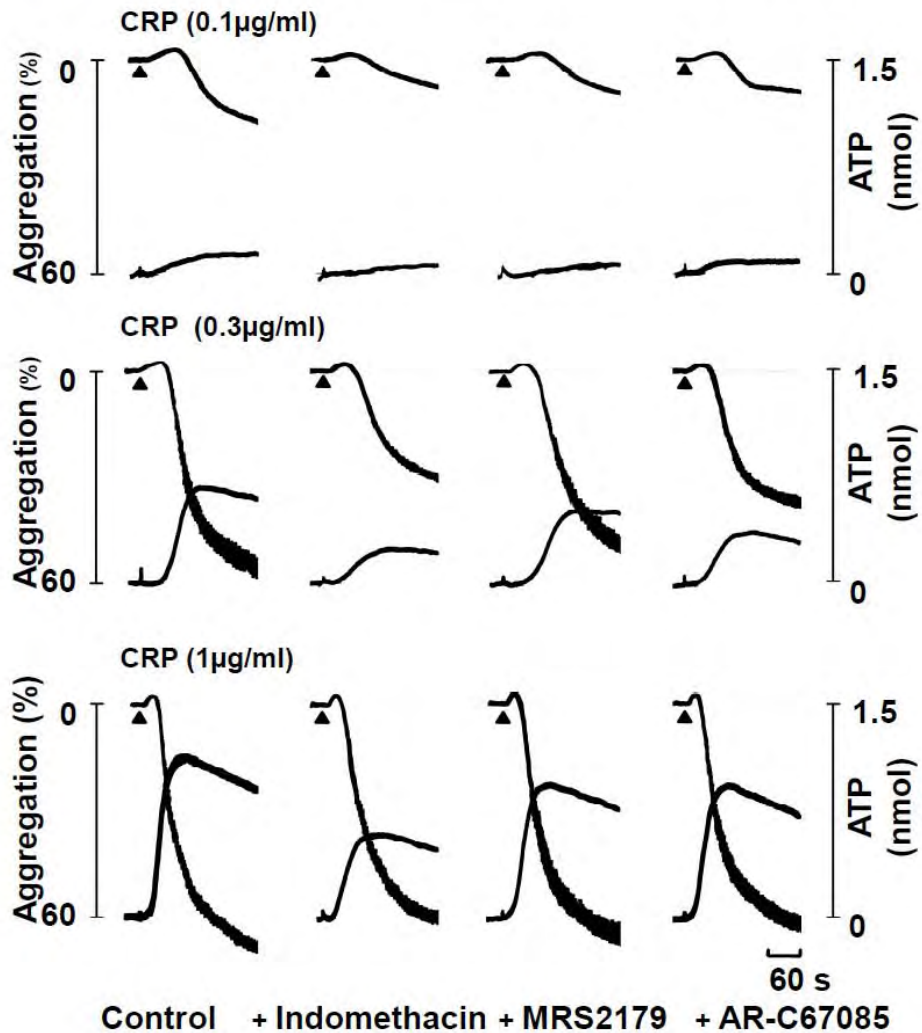 CRP (0.1µg/ml)
0
60
Aggregation (%)
1.5
0
ATP
(nmol)
CRP (0.3µg/ml)
0
60
Aggregation (%)
1.5
0
ATP
(nmol)
CRP (1µg/ml)
0
60
Aggregation (%)
1.5
0
ATP
(nmol)
60 s
Control + Indomethacin + MRS2179 + AR-C67085